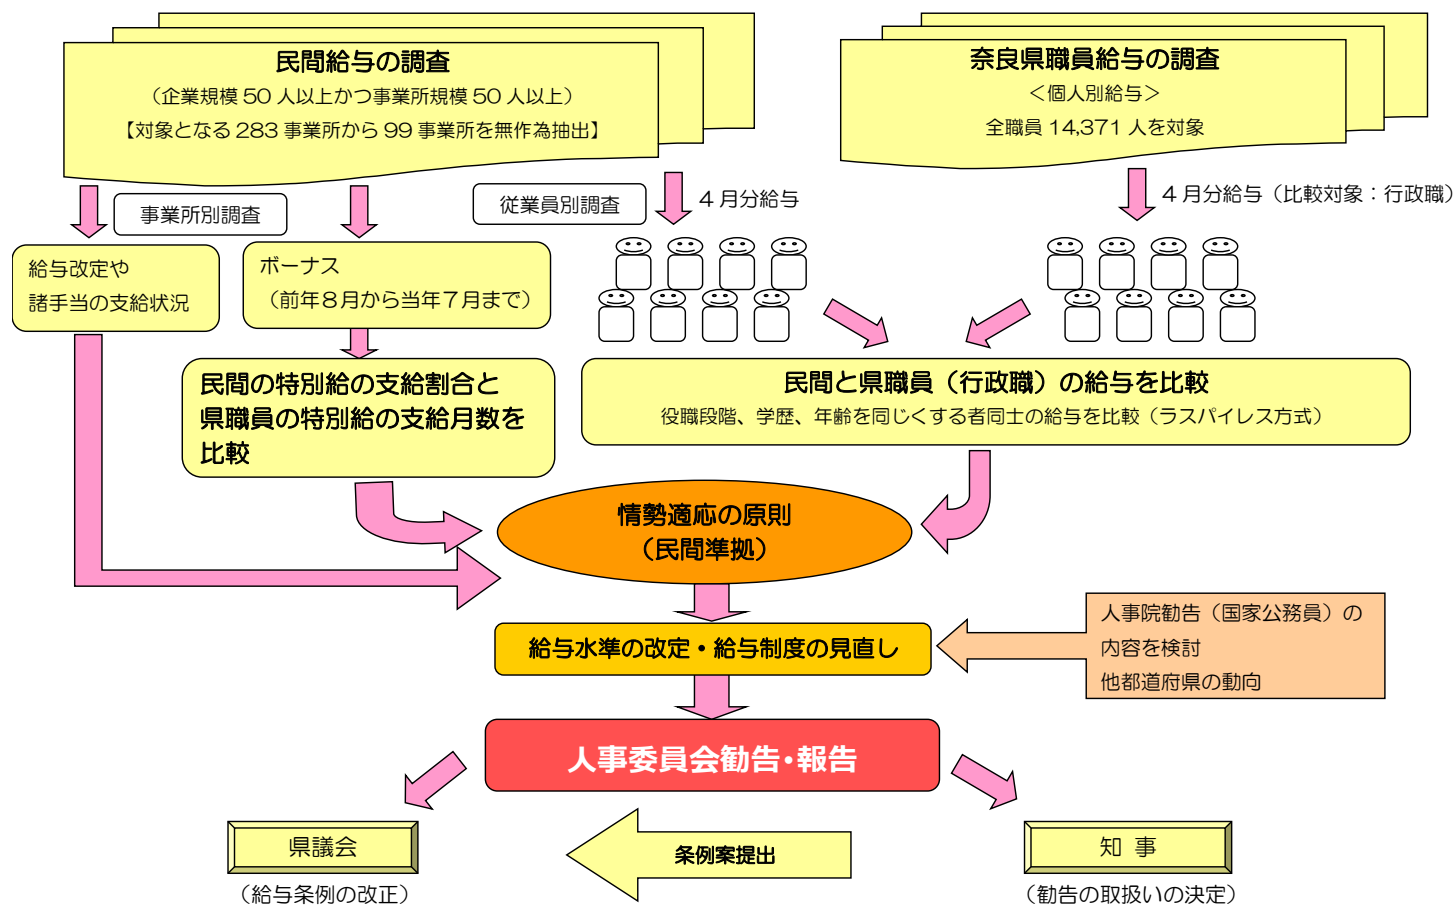 民間給与の調査
（企業規模 50 人以上かつ事業所規模 50 人以上）
【対象となる 283 事業所から 99 事業所を無作為抽出】
奈良県職員給与の調査
＜個人別給与＞
全職員 14,371 人を対象
事業所別調査
従業員別調査
4 月分給与
4 月分給与（比較対象：行政職）
給与改定や
諸手当の支給状況
ボーナス
（前年８月から当年７月まで）
民間の特別給の支給割合と
県職員の特別給の支給月数を
比較
民間と県職員（行政職）の給与を比較
役職段階、学歴、年齢を同じくする者同士の給与を比較（ラスパイレス方式）
情勢適応の原則
（民間準拠）
給与水準の改定・給与制度の見直し
人事院勧告（国家公務員）の
内容を検討
他都道府県の動向
人事委員会勧告・報告
県議会
（給与条例の改正）
条例案提出
知 事
（勧告の取扱いの決定）